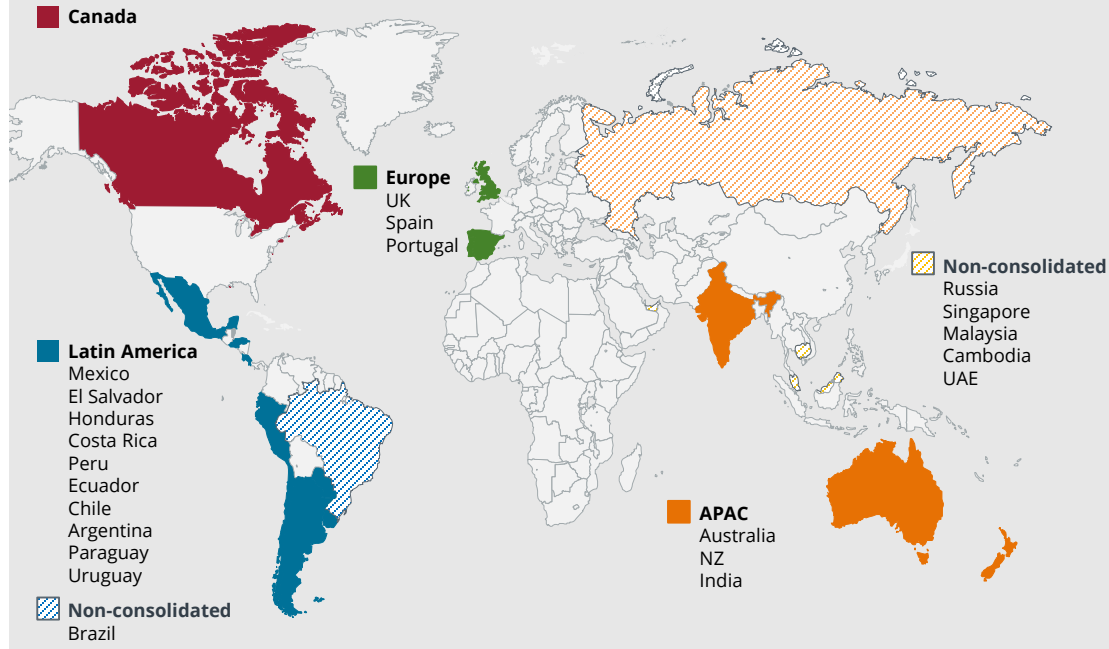 Canada
Europe
UK
Spain
Portugal
Non-consolidated
Russia
Singapore
Malaysia
Cambodia
UAE
Latin America
Mexico
El Salvador
Honduras
Costa Rica
Peru
Ecuador
Chile
Argentina
Paraguay
Uruguay
Non-consolidated
Brazil
APAC
Australia
NZ
India